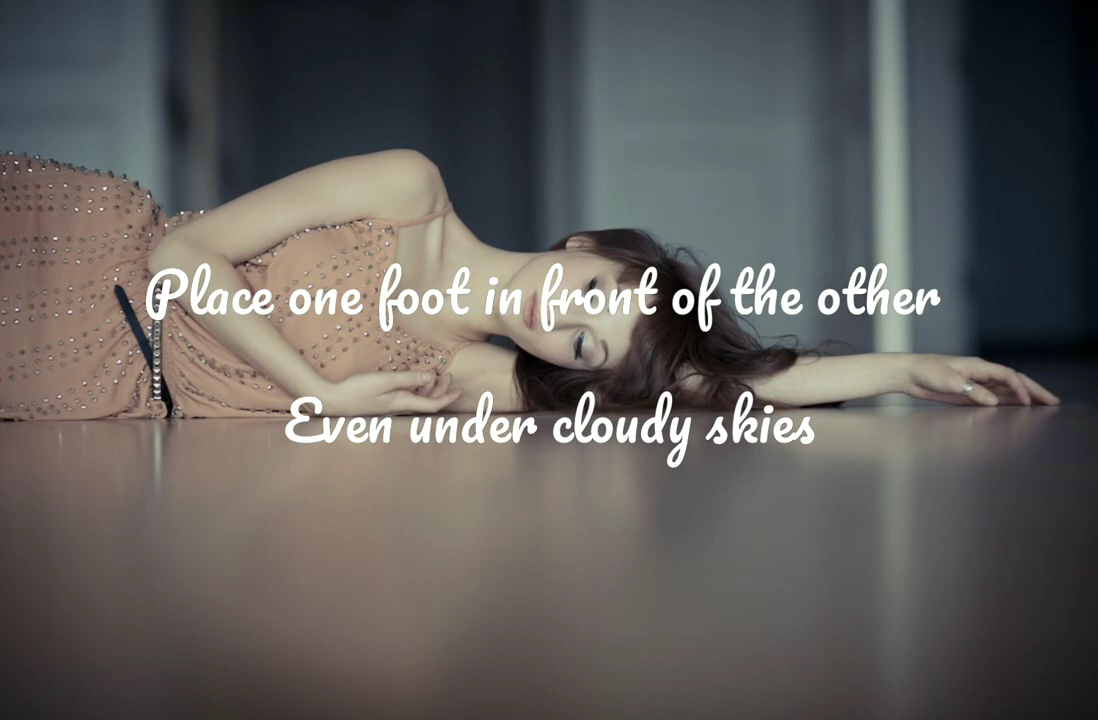 Place one foot in front of the other
Even under cloudy skies